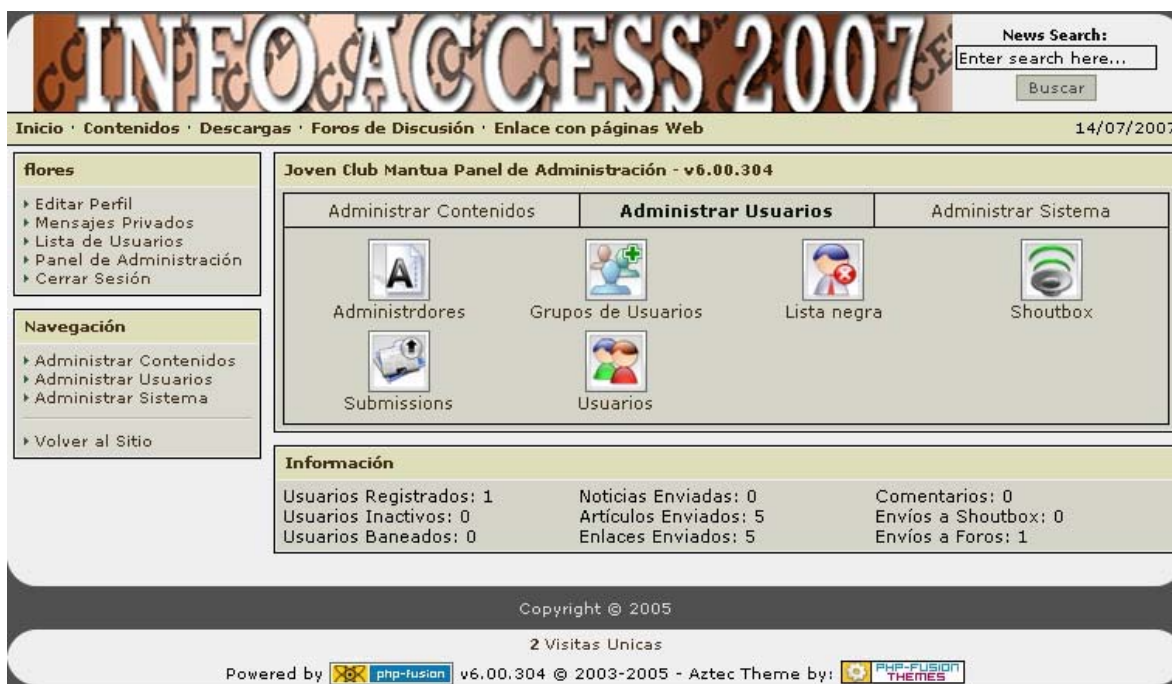 INFO ACCESS 2007
News Search:
Enter search here...
Buscar
Inicio · Contenidos · Descargas · Foros de Discusión · Enlace con páginas Web
14/07/2007
flores
Editar Perfil
Mensajes Privados
Lista de Usuarios
Panel de Administración
Cerrar Sesión
Navegación
Administrar Contenidos
Administrar Usuarios
Administrar Sistema
Volver al Sitio
Joven Club Mantua Panel de Administración - v6.00.304
Administrar Contenidos
Administrar Usuarios
Administrar Sistema
A
Administrdores
Grupos de Usuarios
Lista negra
Shoutbox
Submissions
Usuarios
Información
Usuarios Registrados: 1
Usuarios Inactivos: 0
Usuarios Baneados: 0
Noticias Enviadas: 0
Artículos Enviados: 5
Enlaces Enviados: 5
Comentarios: 0
Envíos a Shoutbox: 0
Envíos a Foros: 1
Copyright © 2005
2 Visitas Unicas
Powered by php-fusion v6.00.304 © 2003-2005 - Aztec Theme by: PHP-FUSION THEMES